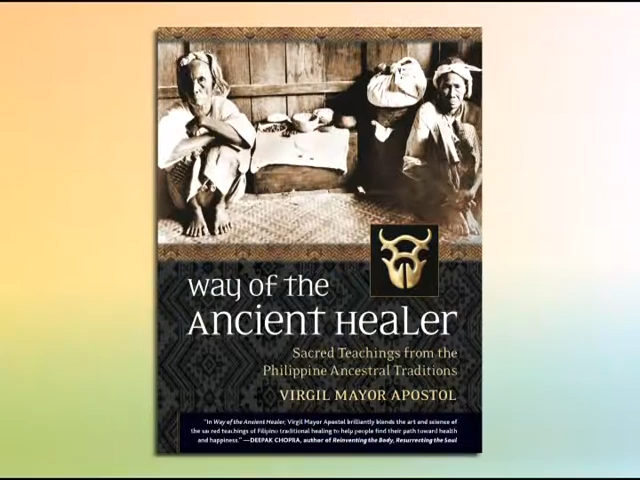 way of the
Ancient Healer
Sacred Teachings from the
Philippine Ancestral Traditions
VIRGIL MAYOR APOSTOL
"In Way of the Ancient Healer, Virgil Mayor Apostol brilliantly blends the art and science of
the sacred teachings of Filipino traditional healing to help people find their path toward health
and happiness." —DEEPAK CHOPRA, author of Reinventing the Body, Resurrecting the Soul